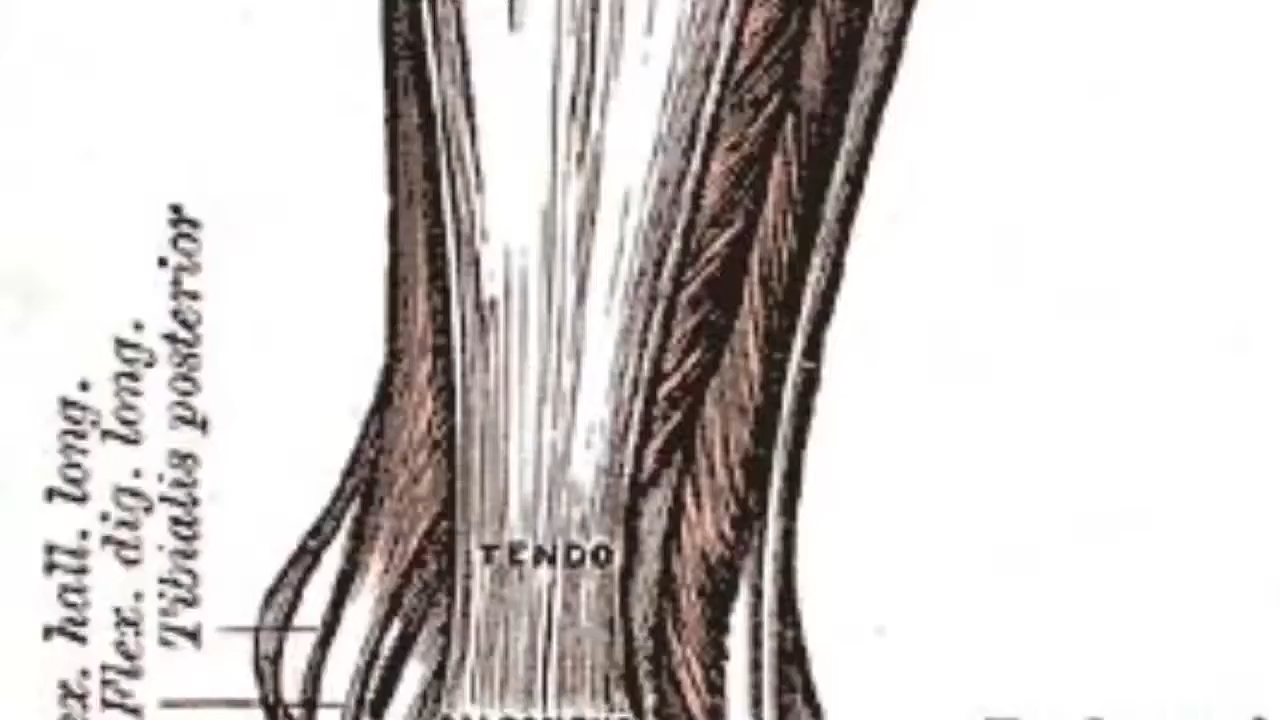 Tibialis posterior
Flex. dig. long.
hall. long.
TENDO